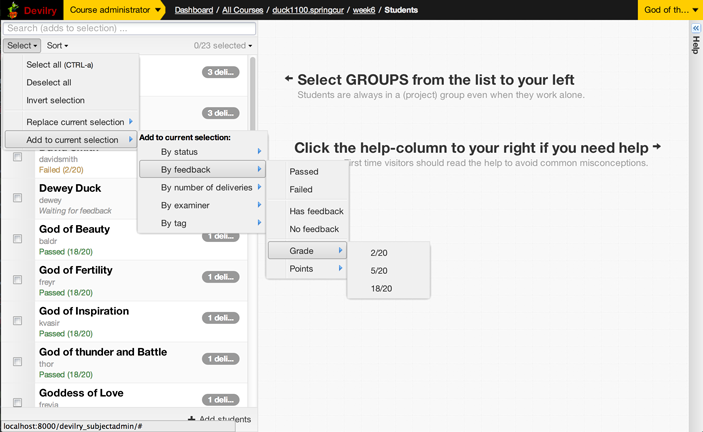 Devilry
Course administrator
Dashboard / All Courses / duck1100.springcur / week6 / Students
God of th...
Search (adds to selection) ...
Select
Sort
0/23 selected
Help
Select all (CTRL-a)
Deselect all
Invert selection
Replace current selection
Add to current selection
3 deli...
3 deli...
Select GROUPS from the list to your left
Students are always in a (project) group even when they work alone.
Click the help-column to your right if you need help
First time visitors should read the help to avoid common misconceptions.
Add to current selection:
By status
By feedback
By number of deliveries
By examiner
By tag
Passed
Failed
Has feedback
No feedback
Grade
Points
2/20
5/20
18/20
davidsmith
Failed (2/20)
Dewey Duck
dewey
Waiting for feedback
God of Beauty
baldr
Passed (18/20)
1 deli...
God of Fertility
freyr
Passed (18/20)
1 deli...
God of Inspiration
kvasir
Passed (18/20)
1 deli...
God of thunder and Battle
thor
Passed (18/20)
1 deli...
Goddess of Love
freyja
1 deli...
Add students
localhost:8000/devilry_subjectadmin/#